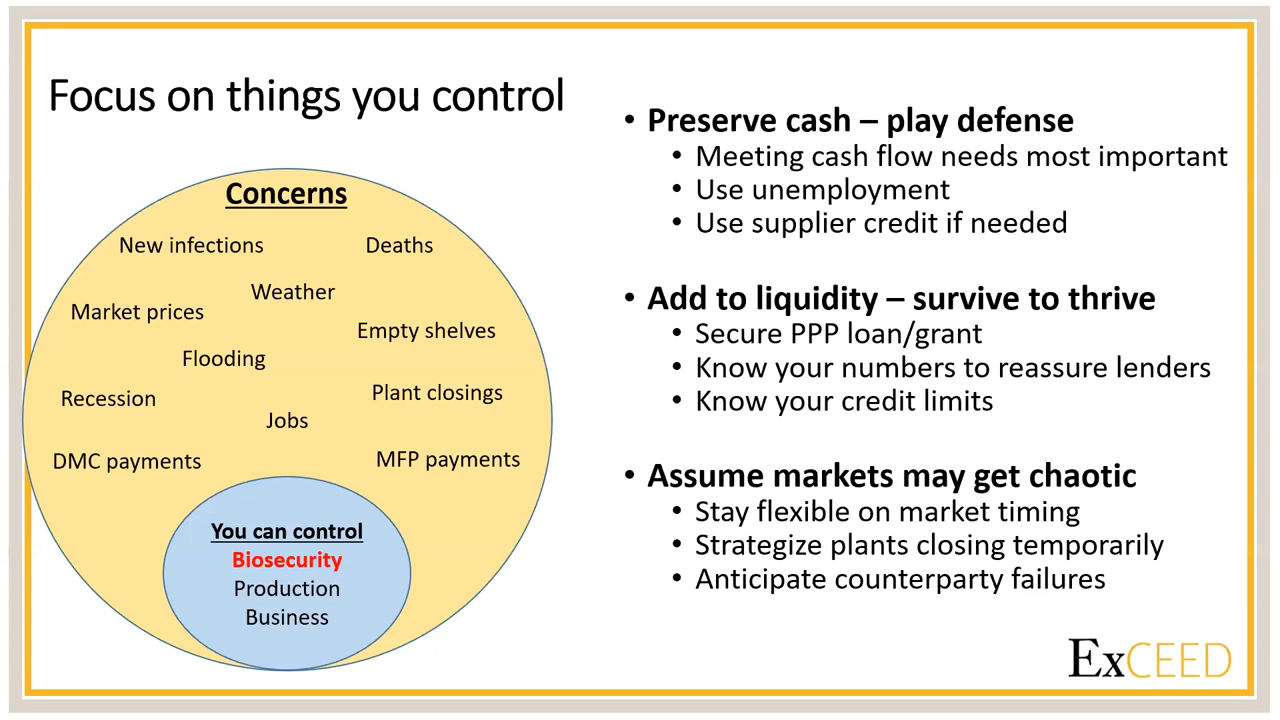 Focus on things you control
Concerns
New infections
Deaths
Weather
Market prices
Empty shelves
Flooding
Recession
Plant closings
Jobs
DMC payments
MFP payments
You can control
Biosecurity
Production
Business
• Preserve cash – play defense
• Meeting cash flow needs most important
• Use unemployment
• Use supplier credit if needed
• Add to liquidity – survive to thrive
• Secure PPP loan/grant
• Know your numbers to reassure lenders
• Know your credit limits
• Assume markets may get chaotic
• Stay flexible on market timing
• Strategize plants closing temporarily
• Anticipate counterparty failures
ExCEED